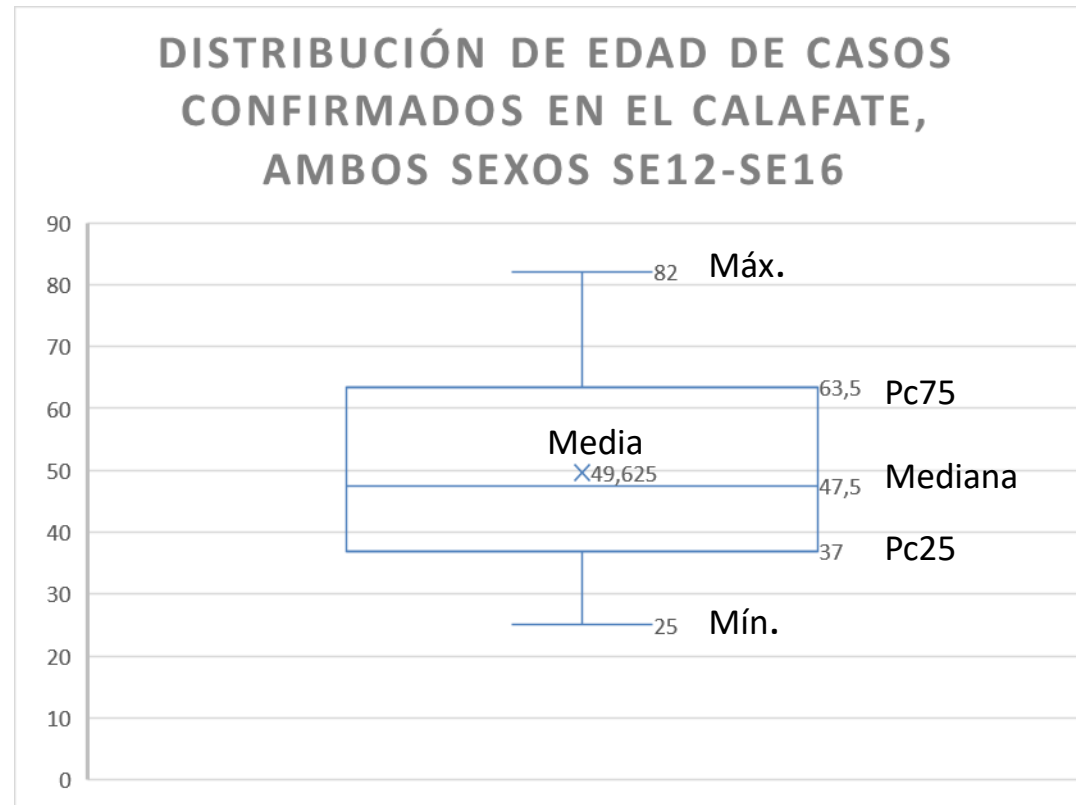 DISTRIBUCIÓN DE EDAD DE CASOS
CONFIRMADOS EN EL CALAFATE,
AMBOS SEXOS SE12-SE16
90
80
70
60
50
40
30
20
10
0
82 Máx.
63,5 Pc75
Media
49,625
47,5 Mediana
37 Pc25
25 Mín.